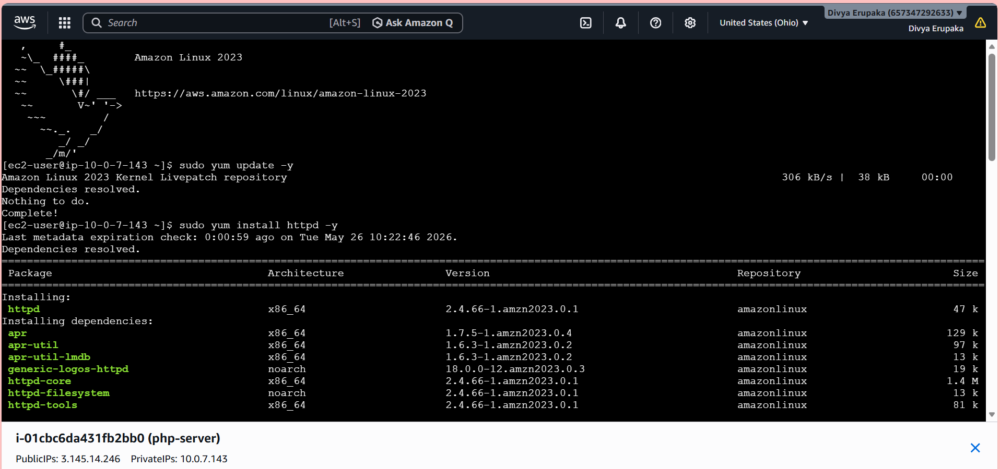 aws
Search [Alt+S] Ask Amazon Q
United States (Ohio) ▼
Divya Erupaka (657347292633) ▼
Divya Erupaka
   ,     #_
   ~\_  ####_        Amazon Linux 2023
  ~~  \_#####\
  ~~     \###|
  ~~       \#/ ___   https://aws.amazon.com/linux/amazon-linux-2023
   ~~       V~' '->
    ~~~         /
      ~~._.   _/
         _/ _/
       _/m/'
[ec2-user@ip-10-0-7-143 ~]$ sudo yum update -y
Amazon Linux 2023 Kernel Livepatch repository 306 kB/s | 38 kB 00:00
Dependencies resolved.
Nothing to do.
Complete!
[ec2-user@ip-10-0-7-143 ~]$ sudo yum install httpd -y
Last metadata expiration check: 0:00:59 ago on Tue May 26 10:22:46 2026.
Dependencies resolved.
Package Architecture Version Repository Size
Installing:
httpd x86_64 2.4.66-1.amzn2023.0.1 amazonlinux 47 k
Installing dependencies:
apr x86_64 1.7.5-1.amzn2023.0.4 amazonlinux 129 k
apr-util x86_64 1.6.3-1.amzn2023.0.2 amazonlinux 97 k
apr-util-lmdb x86_64 1.6.3-1.amzn2023.0.2 amazonlinux 13 k
generic-logos-httpd noarch 18.0.0-12.amzn2023.0.3 amazonlinux 19 k
httpd-core x86_64 2.4.66-1.amzn2023.0.1 amazonlinux 1.4 M
httpd-filesystem noarch 2.4.66-1.amzn2023.0.1 amazonlinux 13 k
httpd-tools x86_64 2.4.66-1.amzn2023.0.1 amazonlinux 81 k
i-01cbc6da431fb2bb0 (php-server)
PublicIPs: 3.145.14.246 PrivateIPs: 10.0.7.143